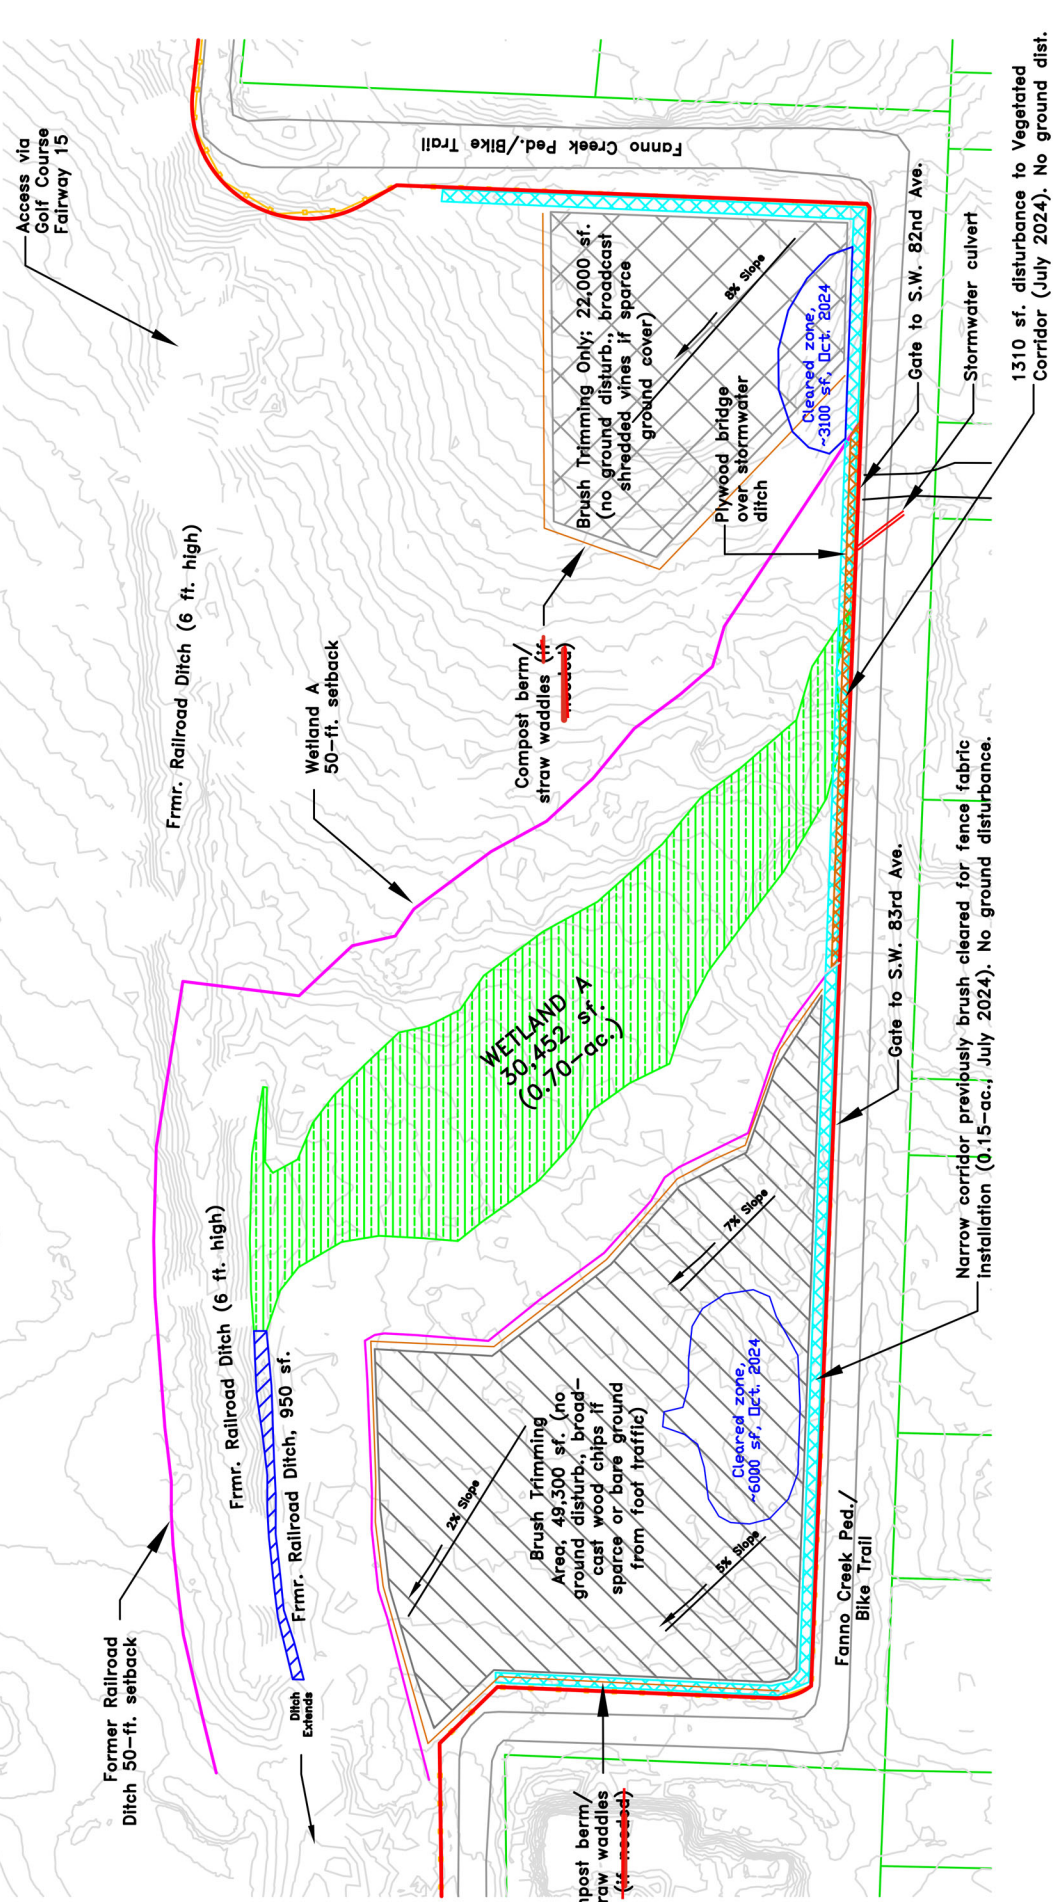 Access via
Golf Course
Fairway 15
Fanno Creek Ped./Bike Trail
Brush Trimming Only; 22,000 sf.
(no ground disturb., broadcast
shredded vines if sparce
ground cover)
8% Slope
Cleared zone,
~3100 sf, Oct. 2024
Gate to S.W. 82nd Ave.
Stormwater culvert
1310 sf. disturbance to Vegetated
Corridor (July 2024). No ground dist.
Plywood bridge
over stormwater
ditch
Frmr. Railroad Ditch (6 ft. high)
Wetland A
50-ft. setback
Compost berm/
straw waddles (if
needed)
WETLAND A
30,452 sf.
(0.70-ac.)
Gate to S.W. 83rd Ave.
Narrow corridor previously brush cleared for fence fabric
installation (0.15-ac., July 2024). No ground disturbance.
Frmr. Railroad Ditch (6 ft. high)
Frmr. Railroad Ditch, 950 sf.
7% Slope
2% Slope
Brush Trimming
Area, 49,300 sf. (no
ground disturb., broad-
cast wood chips if
sparce or bare ground
from foot traffic)
Cleared zone,
~6000 sf, Oct. 2024
5% Slope
Fanno Creek Ped./
Bike Trail
Former Railroad
Ditch 50-ft. setback
Ditch
Extends
post berm/
raw waddles
(if needed)